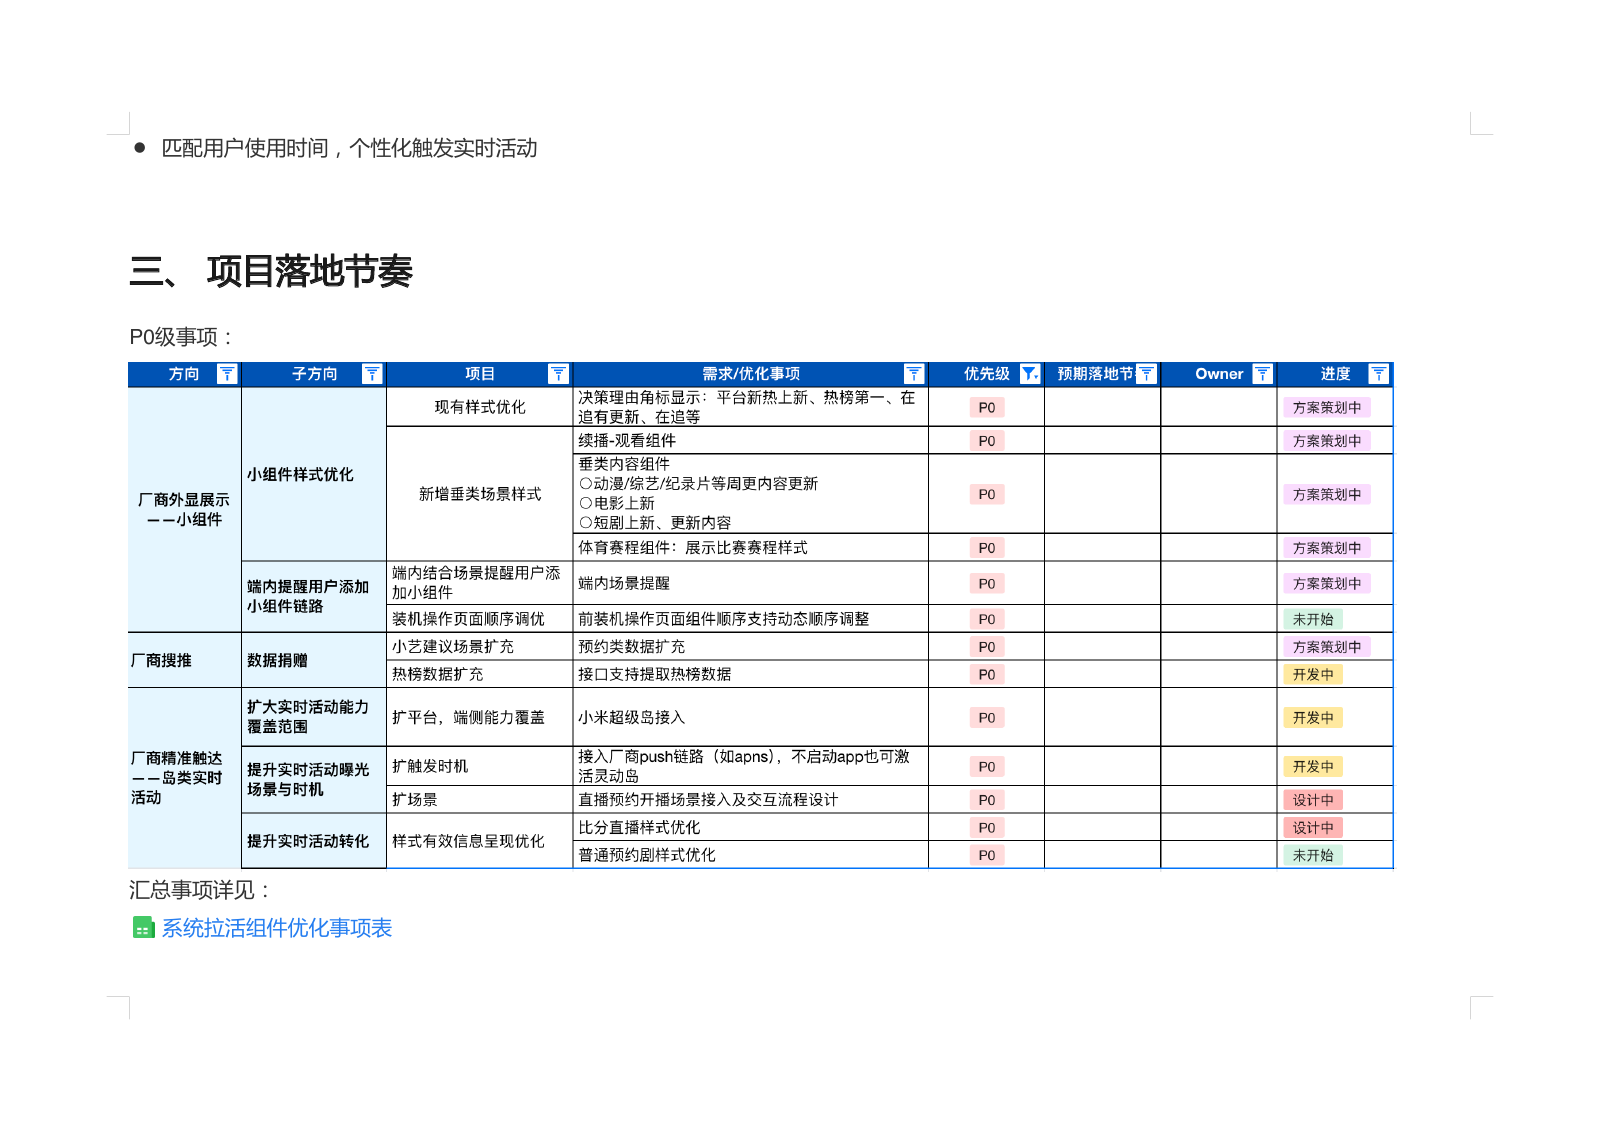 ● 匹配用户使用时间，个性化触发实时活动
三、 项目落地节奏
P0级事项：
方向 子方向 项目 需求/优化事项 优先级 预期落地节 Owner 进度
厂商外显展示
——小组件
小组件样式优化
现有样式优化
决策理由角标显示：平台新热上新、热榜第一、在
追有更新、在追等
P0 方案策划中
新增垂类场景样式
续播-观看组件
P0 方案策划中
垂类内容组件
○动漫/综艺/纪录片等周更内容更新
○电影上新
○短剧上新、更新内容
P0 方案策划中
体育赛程组件：展示比赛赛程样式
P0 方案策划中
端内提醒用户添加
小组件链路
端内结合场景提醒用户添
加小组件
端内场景提醒
P0 方案策划中
装机操作页面顺序调优 前装机操作页面组件顺序支持动态顺序调整 P0 未开始
厂商搜推
数据捐赠
小艺建议场景扩充 预约类数据扩充 P0 方案策划中
热榜数据扩充 接口支持提取热榜数据 P0 开发中
厂商精准触达
——岛类实时
活动
扩大实时活动能力
覆盖范围
扩平台，端侧能力覆盖 小米超级岛接入 P0 开发中
提升实时活动曝光
场景与时机
扩触发时机
接入厂商push链路（如apns），不启动app也可激
活灵动岛
P0 开发中
扩场景 直播预约开播场景接入及交互流程设计 P0 设计中
提升实时活动转化
样式有效信息呈现优化
比分直播样式优化 P0 设计中
普通预约剧样式优化 P0 未开始
汇总事项详见：
系统拉活组件优化事项表